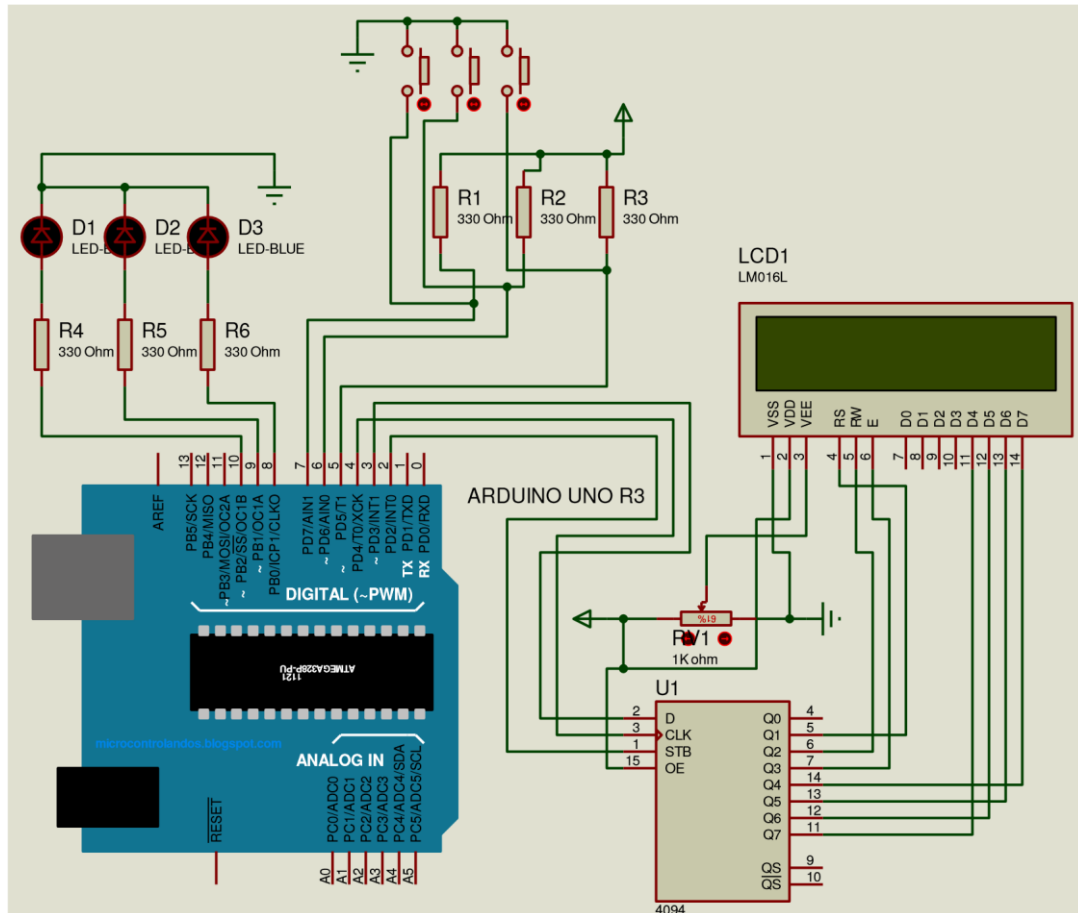 R1
330 Ohm
R2
330 Ohm
R3
330 Ohm
D1
D2
D3
LED-BLUE
R4
330 Ohm
R5
330 Ohm
R6
330 Ohm
LCD1
LM016L
VSS
VDD
VEE
RS
RW
E
D0
D1
D2
D3
D4
D5
D6
D7
1
2
3
4
5
6
7
8
9
10
11
12
13
14
ARDUINO UNO R3
AREF
13
12
11
10
9
8
7
6
5
4
3
2
1
0
PB5/SCK
PB4/MISO
~PB3/MOSI/OC2A
~PB2/SS/OC1B
~PB1/OC1A
PB0/ICP1/CLKO
PD7/AIN1
~PD6/AIN0
~PD5/T1
PD4/T0/XCK
~PD3/INT1
PD2/INT0
TX PD1/TXD
RX PD0/RXD
DIGITAL (~PWM)
1121
ATMEGA328P-PU
microcontrolandos.blogspot.com
ANALOG IN
RESET
PC0/ADC0
PC1/ADC1
PC2/ADC2
PC3/ADC3
PC4/ADC4/SDA
PC5/ADC5/SCL
A0
A1
A2
A3
A4
A5
61%
RV1
1K ohm
U1
2 D
3 CLK
1 STB
15 OE
Q0 4
Q1 5
Q2 6
Q3 7
Q4 14
Q5 13
Q6 12
Q7 11
QS 9
QS 10
4094